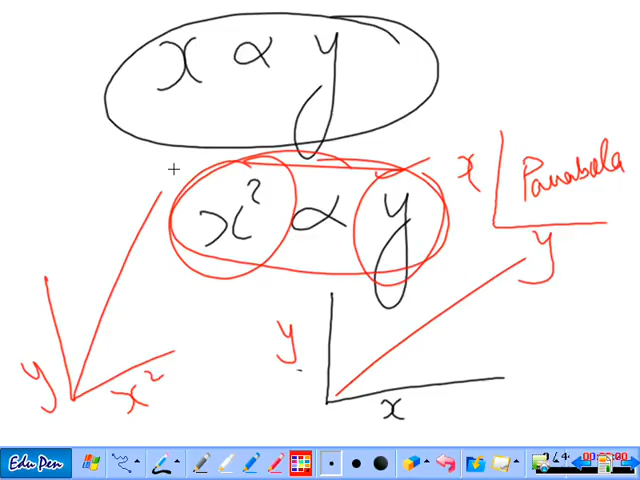 x α y
x² α y
x
Parabola
y
y
x²
y
x
Edu Pen